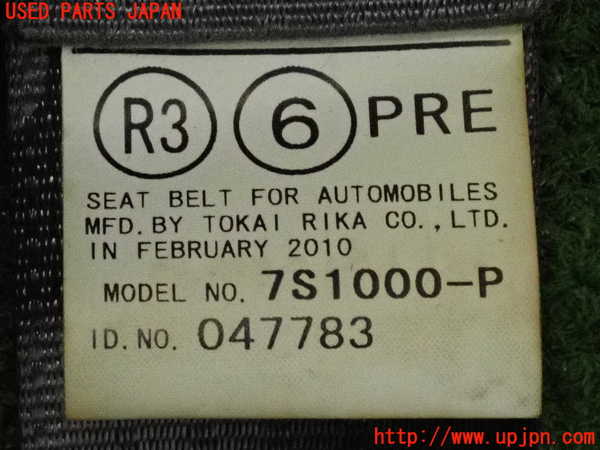 USED PARTS JAPAN
R3 6 PRE
SEAT BELT FOR AUTOMOBILES
MFD. BY TOKAI RIKA CO., LTD.
IN FEBRUARY 2010
MODEL NO. 7S1000-P
ID. NO. 047783
http://www.upjpn.com